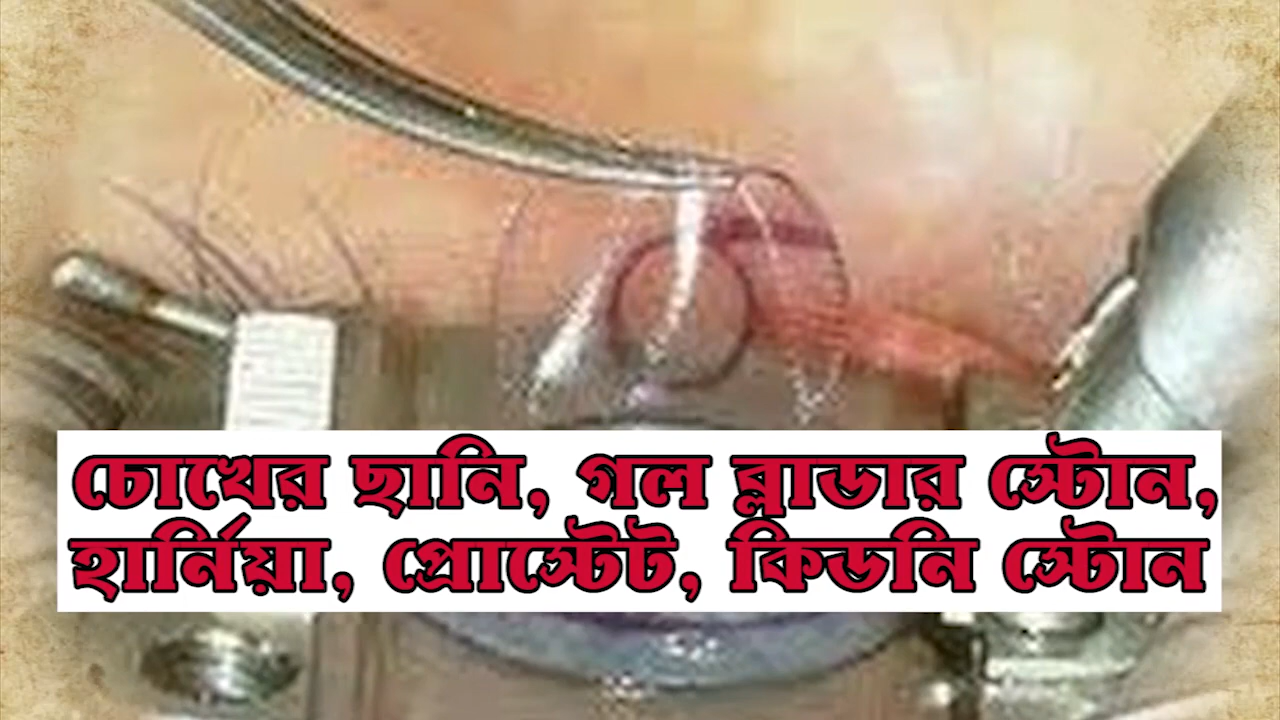 চোখের ছানি, গল ব্লাডার স্টোন,
হার্নিয়া, প্রোস্টেট, কিডনি স্টোন